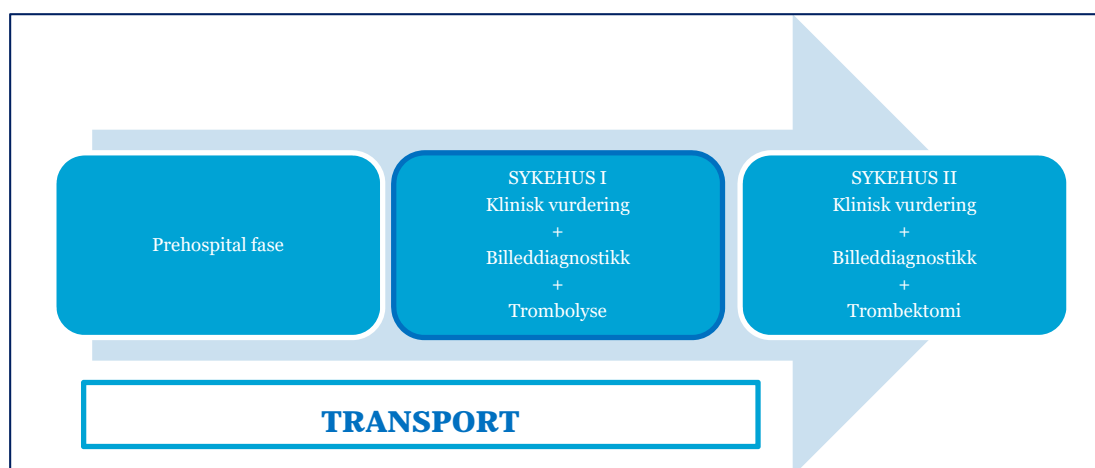 Prehospital fase
SYKEHUS I
Klinisk vurdering
+
Billeddiagnostikk
+
Trombolyse
SYKEHUS II
Klinisk vurdering
+
Billeddiagnostikk
+
Trombektomi
TRANSPORT